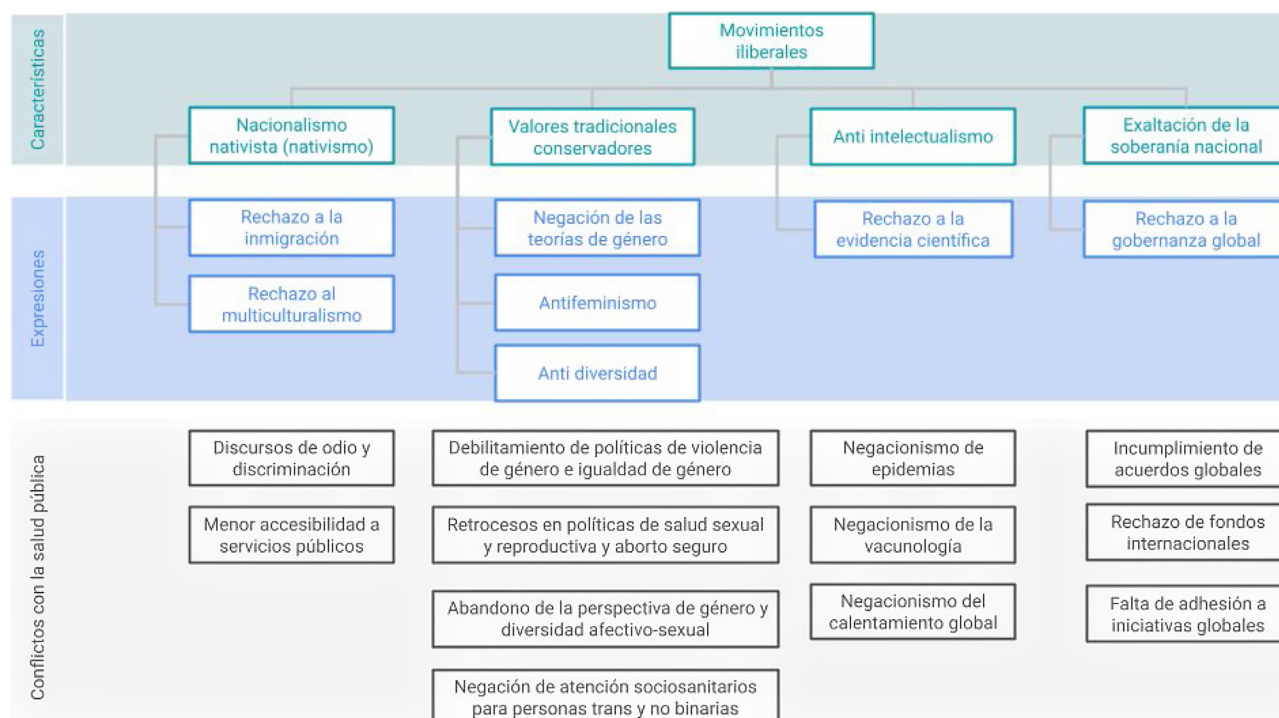 Características
Movimientos
iliberales
Nacionalismo
nativista (nativismo)
Valores tradicionales
conservadores
Anti intelectualismo
Exaltación de la
soberanía nacional
Expresiones
Rechazo a la
inmigración
Rechazo al
multiculturalismo
Negación de las
teorías de género
Antifeminismo
Anti diversidad
Rechazo a la
evidencia científica
Rechazo a la
gobernanza global
Conflictos con la salud pública
Discursos de odio y
discriminación
Menor accesibilidad a
servicios públicos
Debilitamiento de políticas de violencia
de género e igualdad de género
Retrocesos en políticas de salud sexual
y reproductiva y aborto seguro
Abandono de la perspectiva de género y
diversidad afectivo-sexual
Negación de atención sociosanitarios
para personas trans y no binarias
Negacionismo de
epidemias
Negacionismo de la
vacunología
Negacionismo del
calentamiento global
Incumplimiento de
acuerdos globales
Rechazo de fondos
internacionales
Falta de adhesión a
iniciativas globales